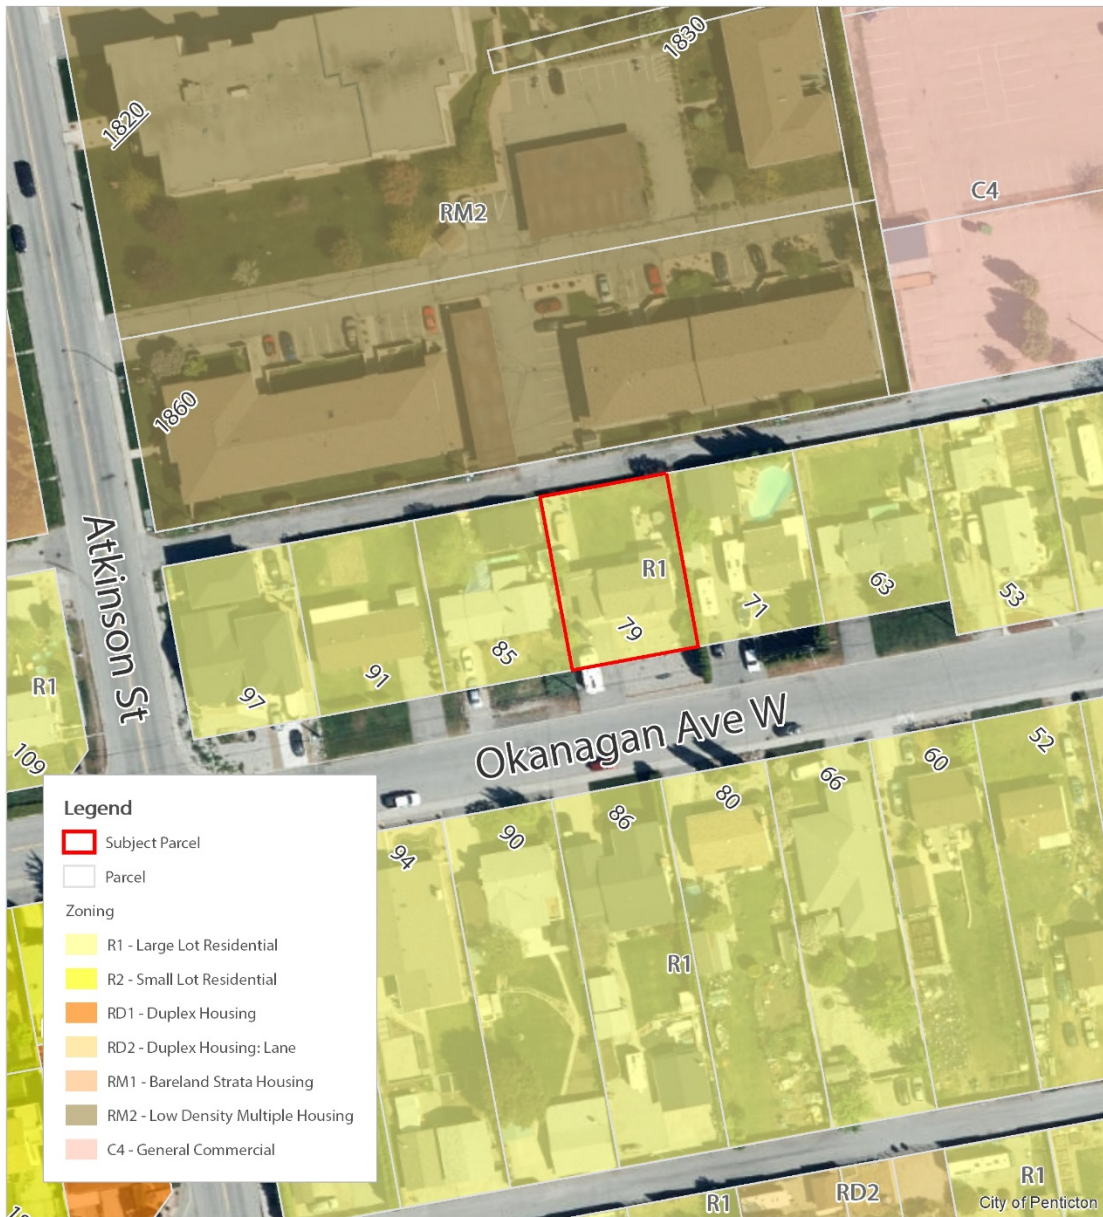 1830
1820
C4
RM2
1860
Atkinson St
R1
79
71
63
53
85
91
97
R1
109
Okanagan Ave W
52
60
66
80
86
90
94
R1
Legend
Subject Parcel
Parcel
Zoning
R1 - Large Lot Residential
R2 - Small Lot Residential
RD1 - Duplex Housing
RD2 - Duplex Housing: Lane
RM1 - Bareland Strata Housing
RM2 - Low Density Multiple Housing
C4 - General Commercial
R1
RD2
R1
City of Penticton